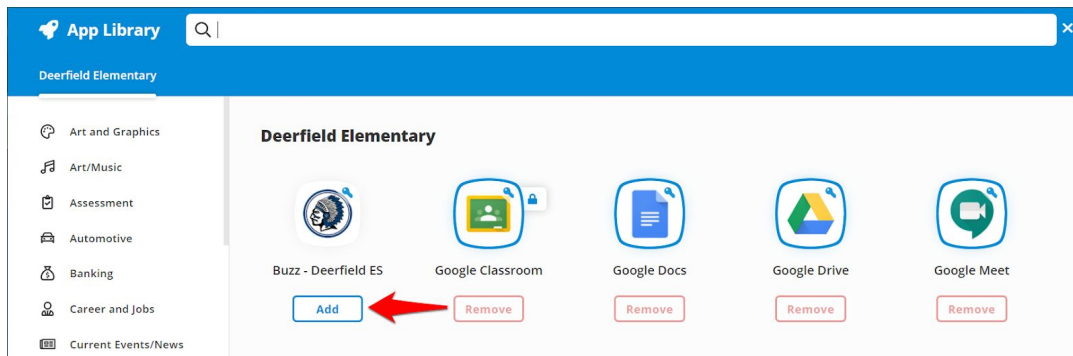 App Library
Deerfield Elementary
Art and Graphics
Art/Music
Assessment
Automotive
Banking
Career and Jobs
Current Events/News
Deerfield Elementary
Buzz - Deerfield ES
Google Classroom
Google Docs
Google Drive
Google Meet
Add
Remove
Remove
Remove
Remove